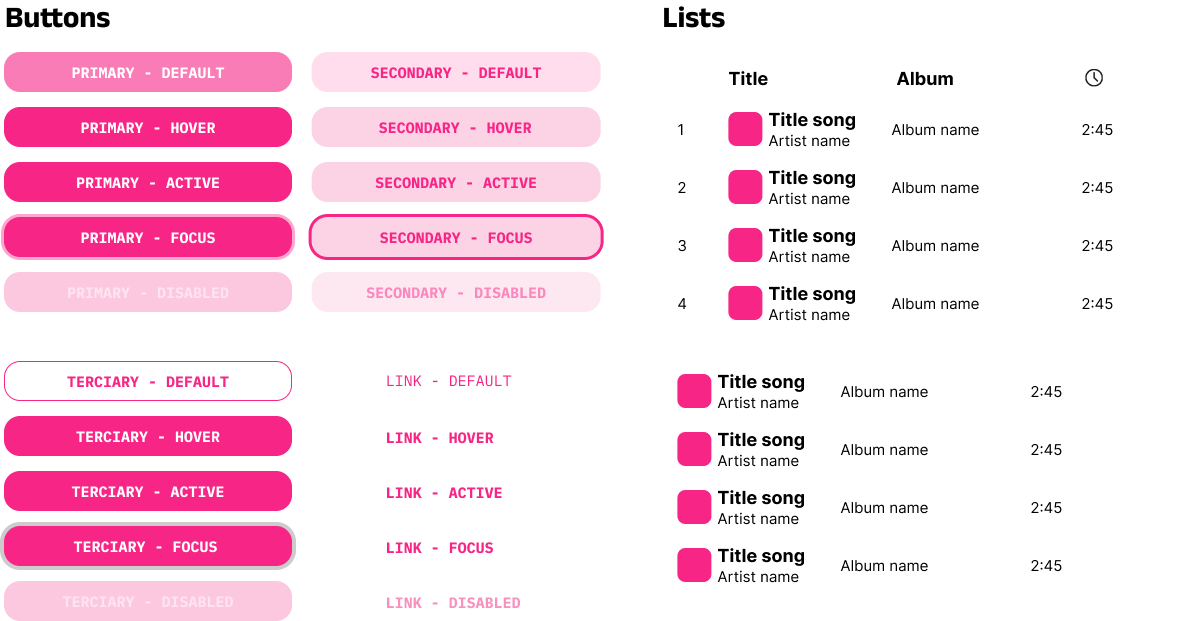 Buttons
PRIMARY - DEFAULT
SECONDARY - DEFAULT
PRIMARY - HOVER
SECONDARY - HOVER
PRIMARY - ACTIVE
SECONDARY - ACTIVE
PRIMARY - FOCUS
SECONDARY - FOCUS
PRIMARY - DISABLED
SECONDARY - DISABLED
TERCIARY - DEFAULT
LINK - DEFAULT
TERCIARY - HOVER
LINK - HOVER
TERCIARY - ACTIVE
LINK - ACTIVE
TERCIARY - FOCUS
LINK - FOCUS
TERCIARY - DISABLED
LINK - DISABLED
Lists
Title Album
1 Title song Album name 2:45
Artist name
2 Title song Album name 2:45
Artist name
3 Title song Album name 2:45
Artist name
4 Title song Album name 2:45
Artist name
Title song Album name 2:45
Artist name
Title song Album name 2:45
Artist name
Title song Album name 2:45
Artist name
Title song Album name 2:45
Artist name